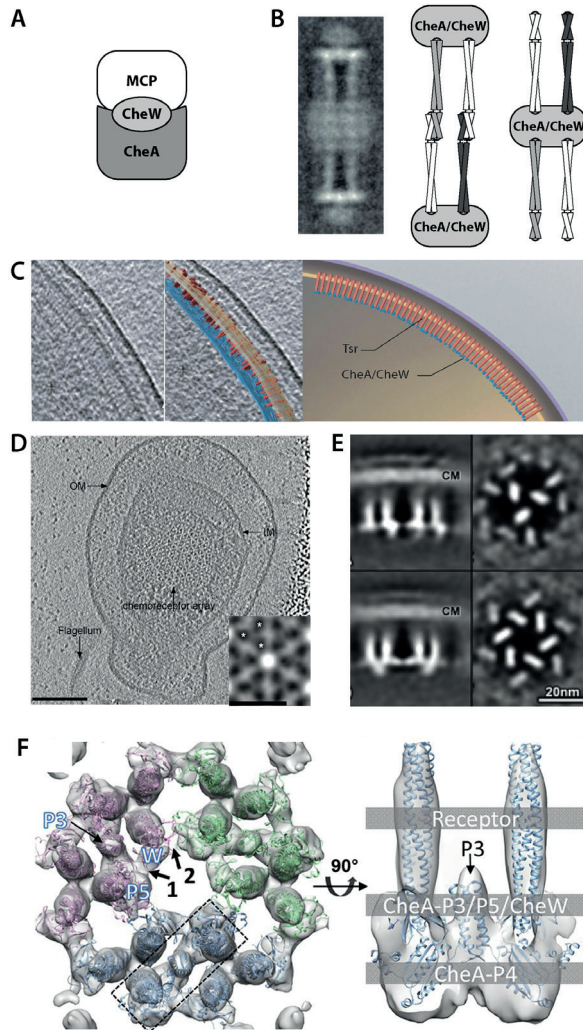 A
MCP
CheW
CheA
B
CheA/CheW
CheA/CheW
CheA/CheW
C
Tsr
CheA/CheW
D
OM
IM
chemoreceptor array
Flagellum
*
*
*
E
CM
CM
20nm
F
P3
W
2
1
P5
90°
Receptor
P3
CheA-P3/P5/CheW
CheA-P4